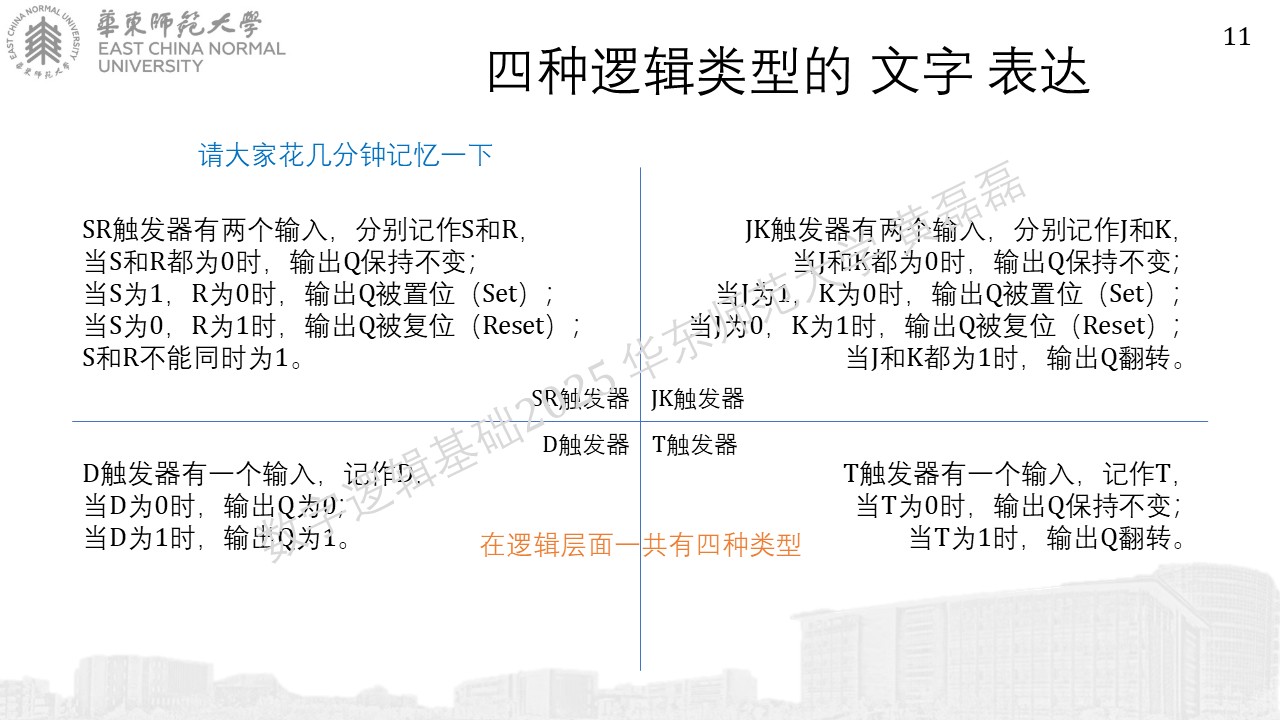 華東師範大學
EAST CHINA NORMAL
UNIVERSITY
EAST CHINA NORMAL UNIVERSITY
華東师范大学
11
四种逻辑类型的 文字 表达
请大家花几分钟记忆一下
SR触发器有两个输入，分别记作S和R，
当S和R都为0时，输出Q保持不变；
当S为1，R为0时，输出Q被置位（Set）；
当S为0，R为1时，输出Q被复位（Reset）；
S和R不能同时为1。
SR触发器
JK触发器有两个输入，分别记作J和K，
当J和K都为0时，输出Q保持不变；
当J为1，K为0时，输出Q被置位（Set）；
当J为0，K为1时，输出Q被复位（Reset）；
当J和K都为1时，输出Q翻转。
JK触发器
D触发器
D触发器有一个输入，记作D，
当D为0时，输出Q为0；
当D为1时，输出Q为1。
T触发器
T触发器有一个输入，记作T，
当T为0时，输出Q保持不变；
当T为1时，输出Q翻转。
在逻辑层面一共有四种类型
数字逻辑基础2025 华东师范大学 黄磊磊